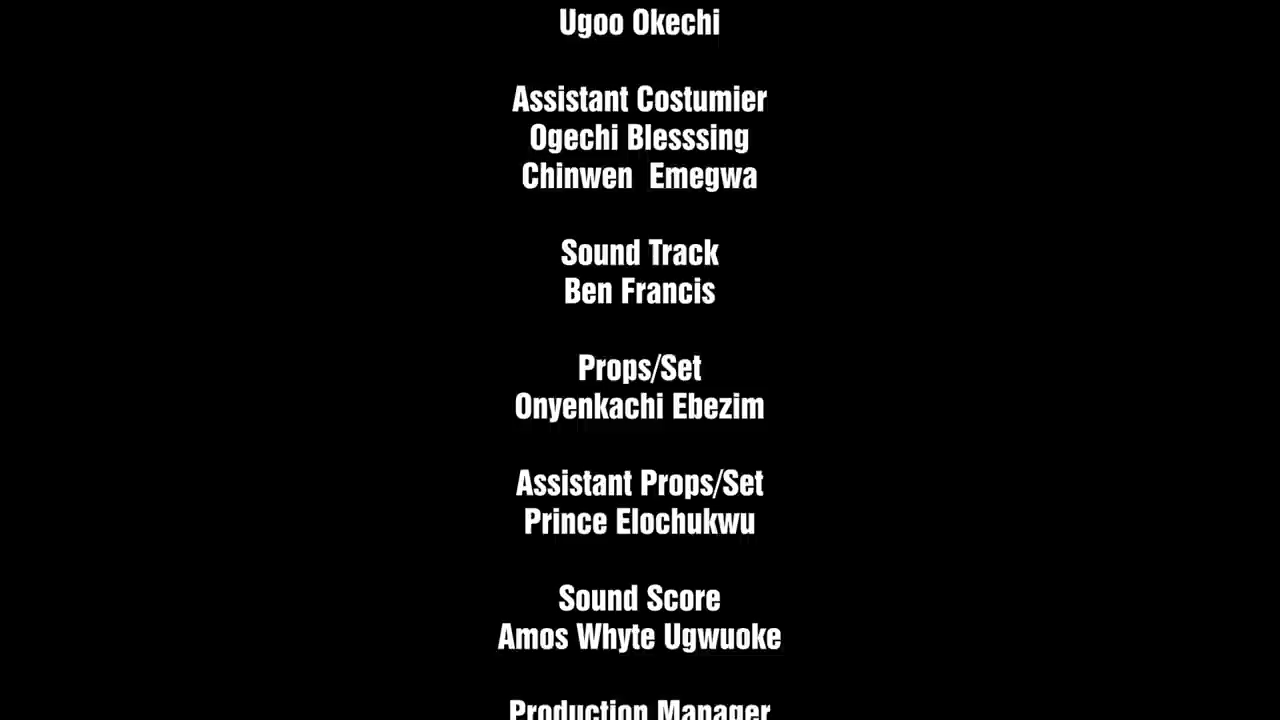 Ugoo Okechi
Assistant Costumier
Ogechi Blesssing
Chinwen  Emegwa
Sound Track
Ben Francis
Props/Set
Onyenkachi Ebezim
Assistant Props/Set
Prince Elochukwu
Sound Score
Amos Whyte Ugwuoke
Production Manager